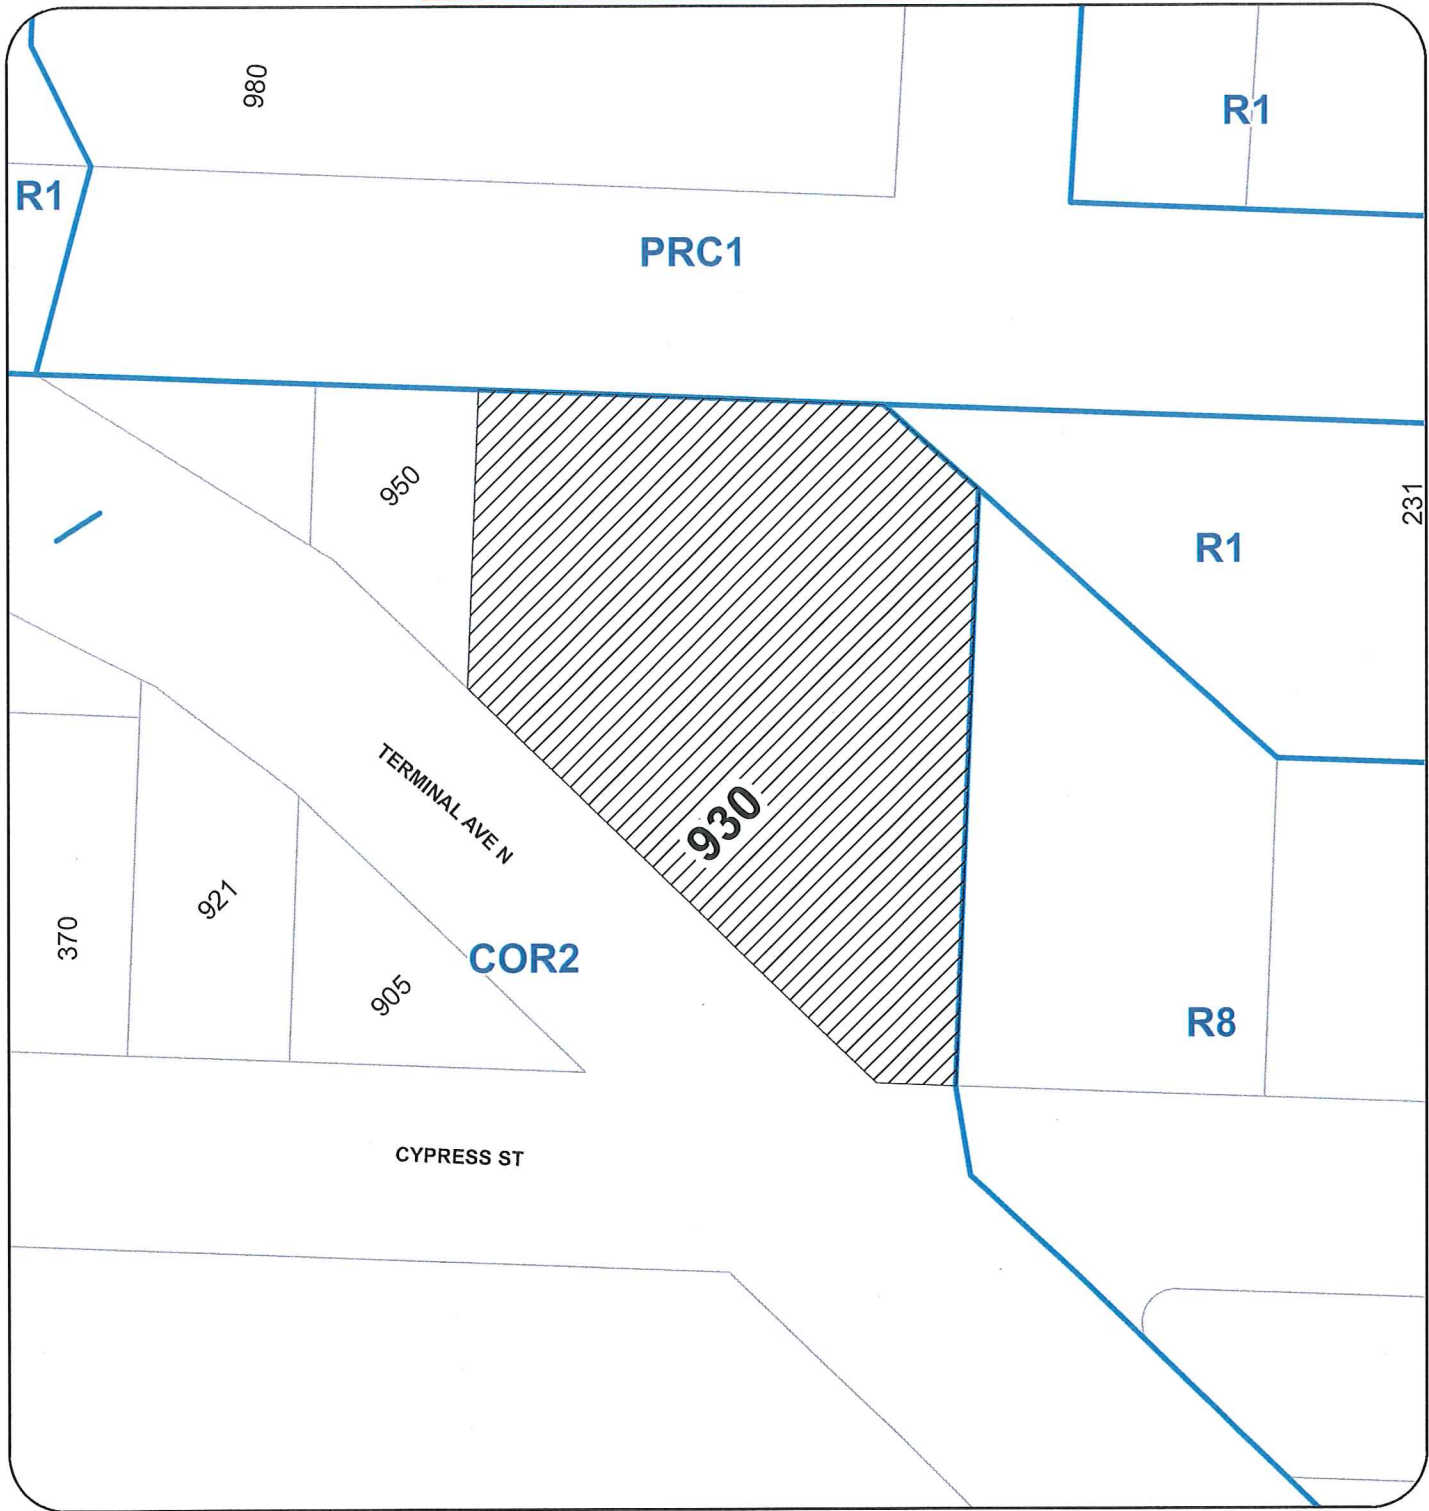 980
R1
R1
PRC1
950
231
R1
TERMINAL AVE N
930
921
370
COR2
905
R8
CYPRESS ST